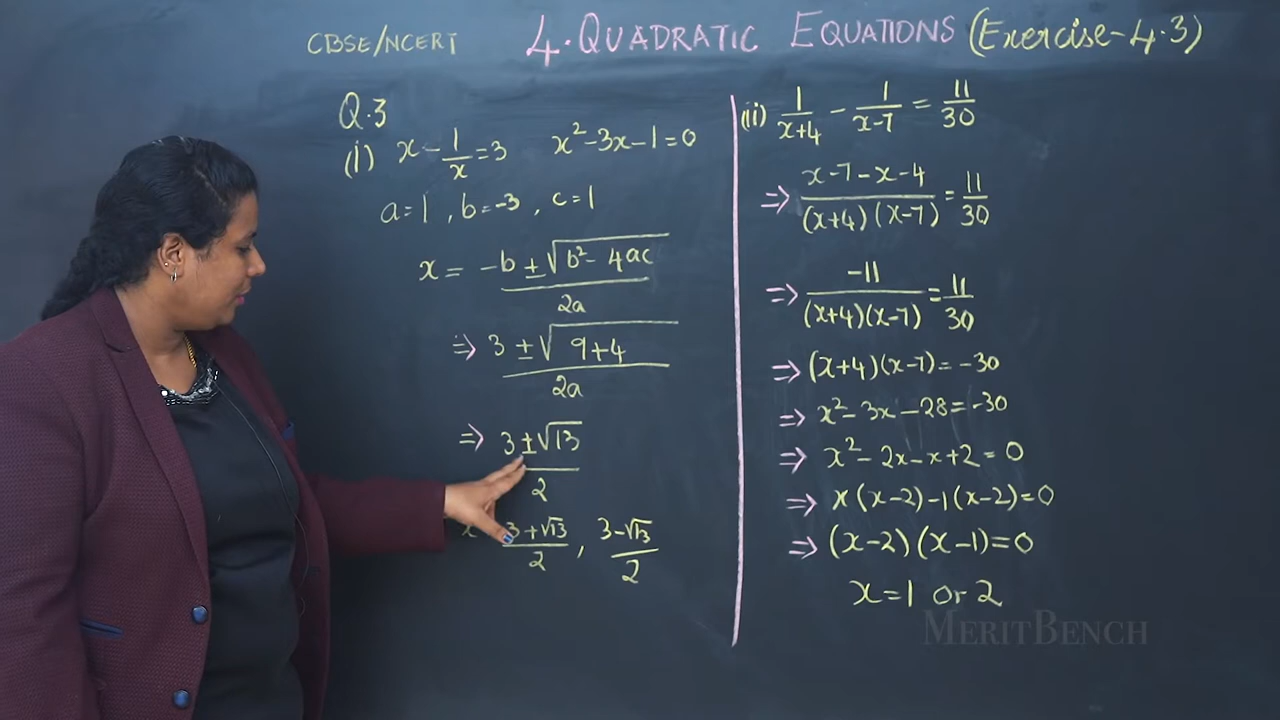 CBSE/NCERT 4. QUADRATIC EQUATIONS (Exercise-4.3)
Q.3
(i) x - 1/x = 3 x² - 3x - 1 = 0
a = 1, b = -3, c = 1
x = (-b ± √(b² - 4ac))/2a
⇒ (3 ± √(9+4))/2a
⇒ (3 ± √13)/2
x (3+√13)/2, (3-√13)/2
(ii) 1/(x+4) - 1/(x-7) = 11/30
⇒ (x-7-x-4)/((x+4)(x-7)) = 11/30
⇒ -11/((x+4)(x-7)) = 11/30
⇒ (x+4)(x-7) = -30
⇒ x² - 3x - 28 = -30
⇒ x² - 2x - x + 2 = 0
⇒ x(x-2) - 1(x-2) = 0
⇒ (x-2)(x-1) = 0
x = 1 or 2
MERITBENCH